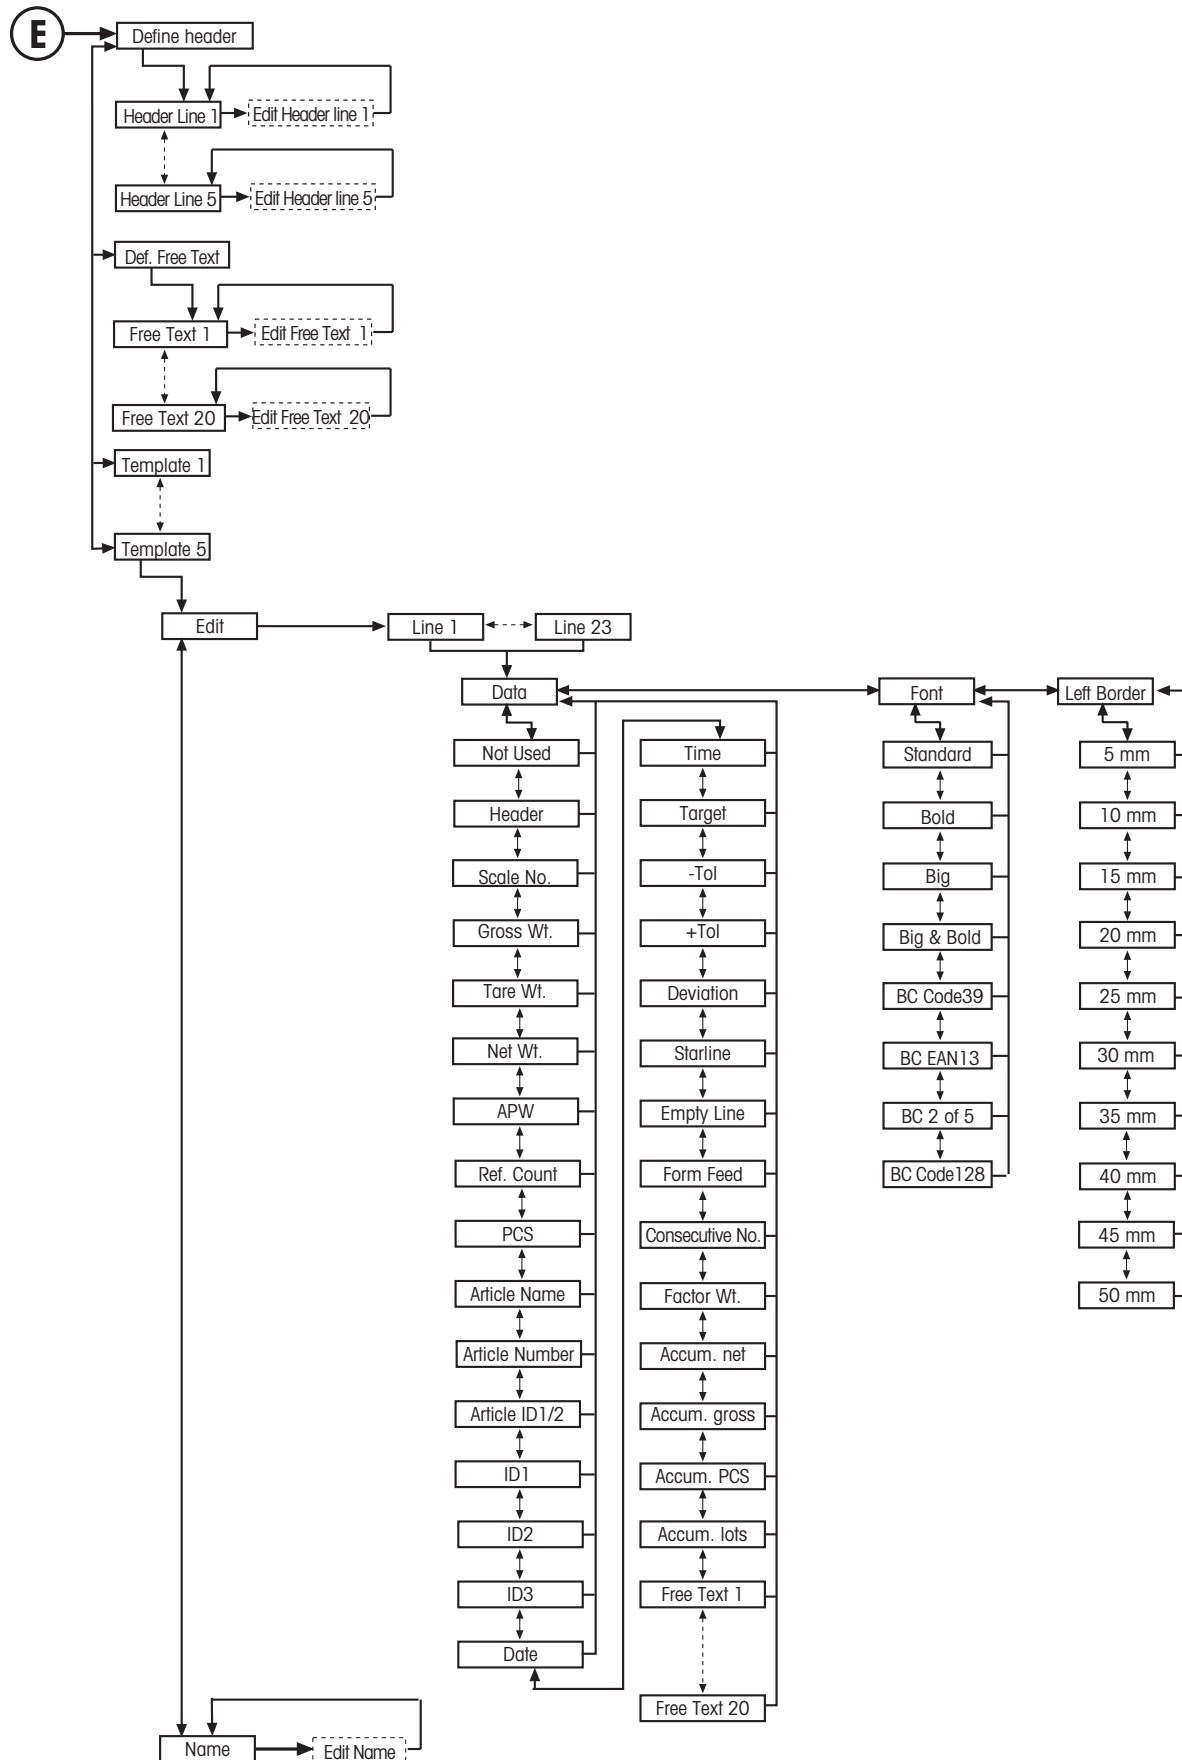 E
Define header
Header Line 1
Edit Header line 1
Header Line 5
Edit Header line 5
Def. Free Text
Free Text 1
Edit Free Text 1
Free Text 20
Edit Free Text 20
Template 1
Template 5
Edit
Line 1
Line 23
Data
Font
Left Border
Not Used
Header
Scale No.
Gross Wt.
Tare Wt.
Net Wt.
APW
Ref. Count
PCS
Article Name
Article Number
Article ID1/2
ID1
ID2
ID3
Date
Time
Target
-Tol
+Tol
Deviation
Starline
Empty Line
Form Feed
Consecutive No.
Factor Wt.
Accum. net
Accum. gross
Accum. PCS
Accum. lots
Free Text 1
Free Text 20
Standard
Bold
Big
Big & Bold
BC Code39
BC EAN13
BC 2 of 5
BC Code128
5 mm
10 mm
15 mm
20 mm
25 mm
30 mm
35 mm
40 mm
45 mm
50 mm
Name
Edit Name